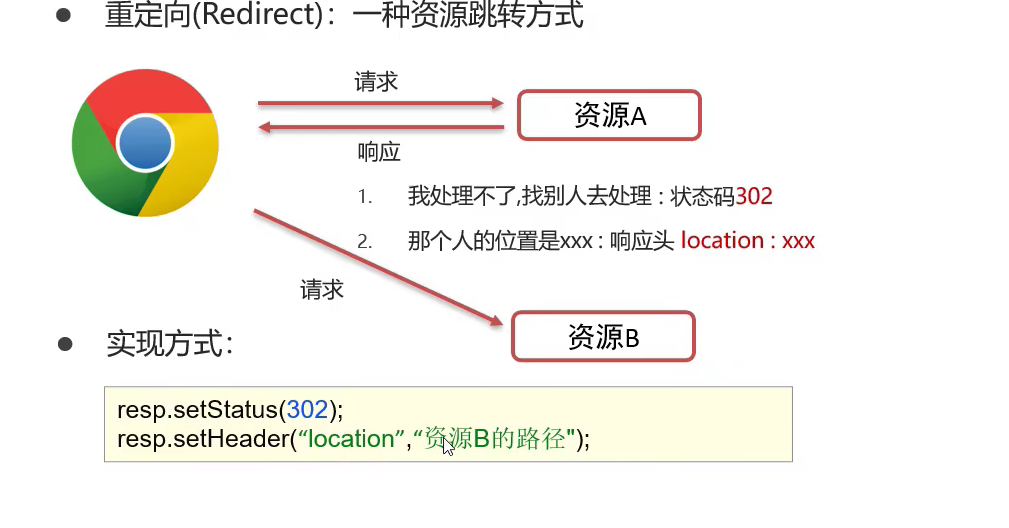 ● 重定向(Redirect)：一种资源跳转方式
请求
资源A
响应
1. 我处理不了,找别人去处理：状态码302
2. 那个人的位置是xxx：响应头 location：xxx
请求
资源B
● 实现方式：
resp.setStatus(302);
resp.setHeader(“location”,“资源B的路径");